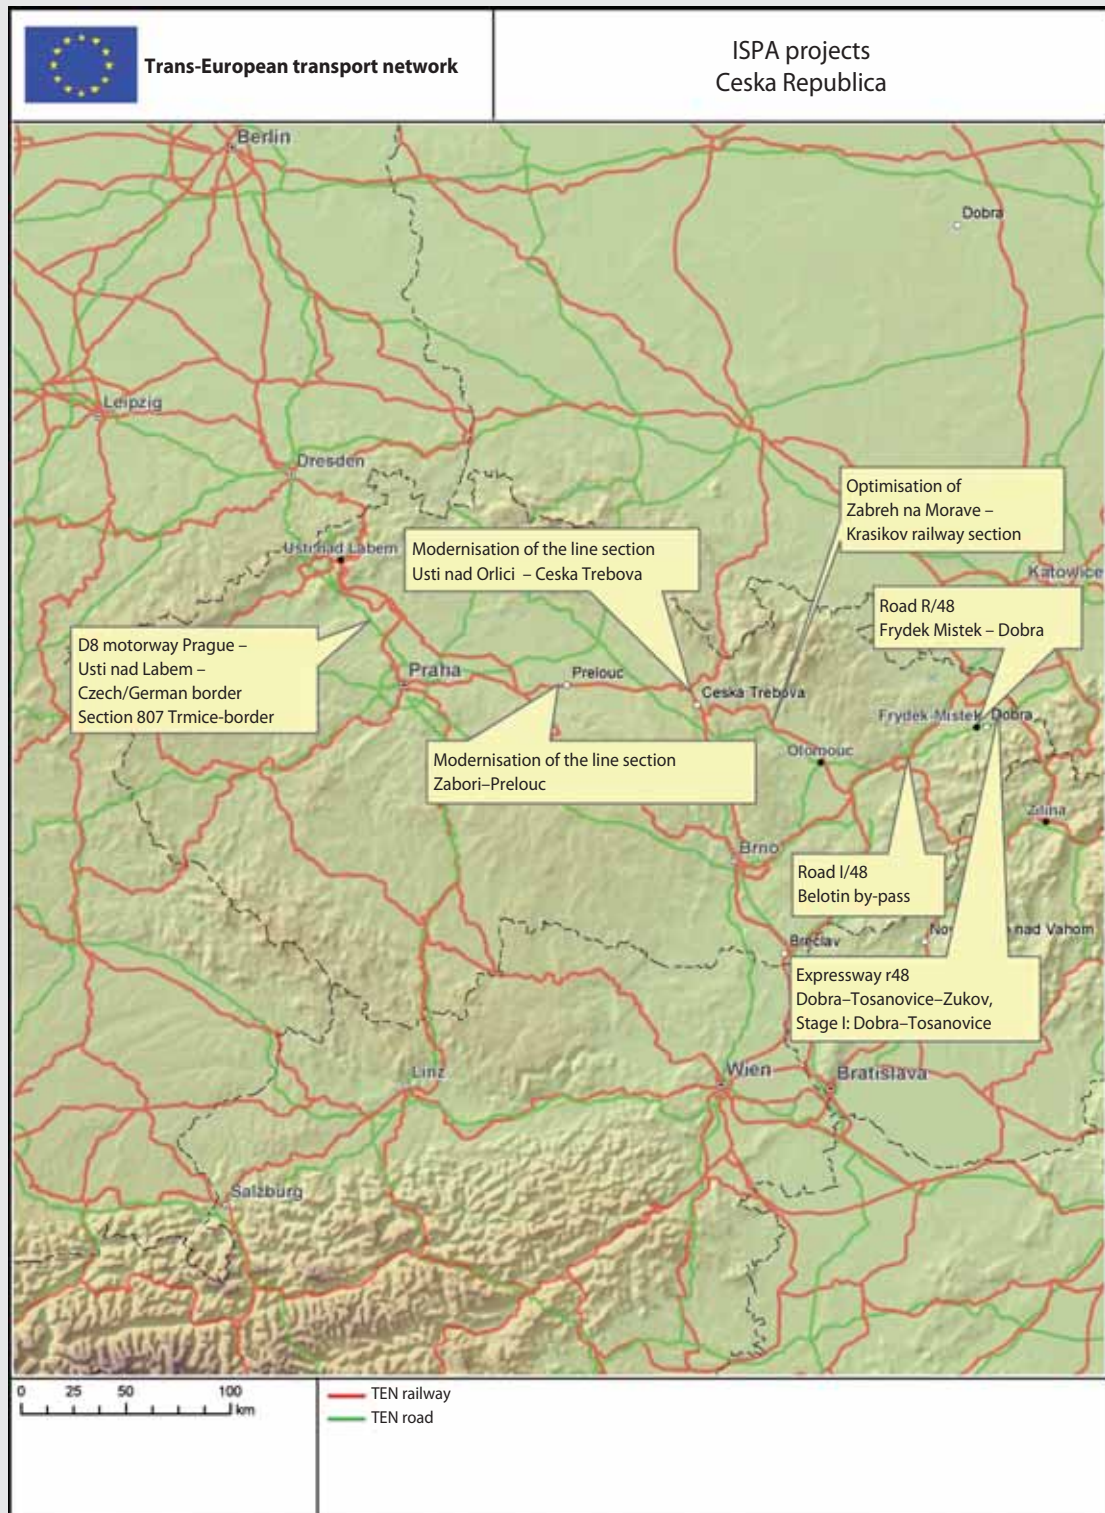 Trans-European transport network
ISPA projects
Ceska Republica
Berlin
Dobra
Leipzig
Dresden
Optimisation of
Zabreh na Morave –
Krasikov railway section
Usti nad Labem
Modernisation of the line section
Usti nad Orlici – Ceska Trebova
Katowice
Road R/48
Frydek Mistek – Dobra
D8 motorway Prague –
Usti nad Labem –
Czech/German border
Section 807 Trmice-border
Praha
Prelouc
Ceska Trebova
Frydek-Mistek
Dobra
Modernisation of the line section
Zabori–Prelouc
Olomouc
Zilina
Brno
Road I/48
Belotin by-pass
Breclav
nad Vahom
Expressway r48
Dobra–Tosanovice–Zukov,
Stage I: Dobra–Tosanovice
Linz
Wien
Bratislava
Salzburg
0 25 50 100
km
TEN railway
TEN road